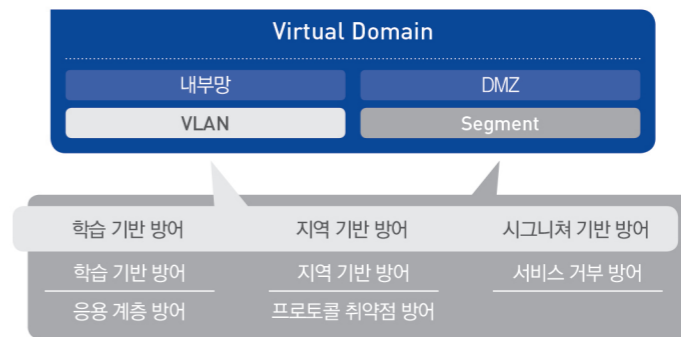 Virtual Domain
내부망 DMZ
VLAN Segment
학습 기반 방어 지역 기반 방어 시그니쳐 기반 방어
학습 기반 방어 지역 기반 방어 서비스 거부 방어
응용 계층 방어 프로토콜 취약점 방어